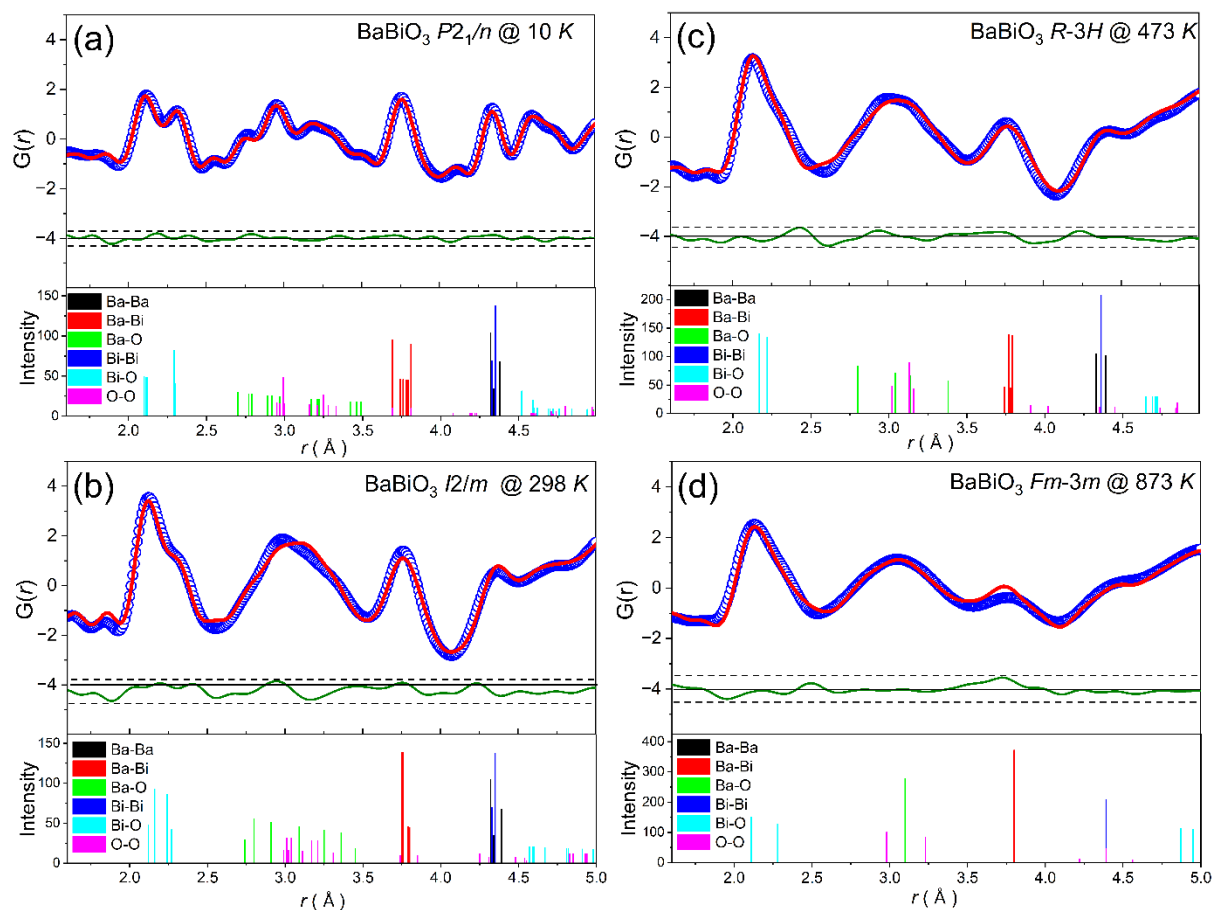 (a)
BaBiO₃ P2₁/n @ 10 K
4
2
0
−2
−4
G(r)
150
100
50
0
Intensity
Ba-Ba
Ba-Bi
Ba-O
Bi-Bi
Bi-O
O-O
2.0 2.5 3.0 3.5 4.0 4.5
r ( Å )
(c)
BaBiO₃ R-3H @ 473 K
4
2
0
−2
−4
G(r)
200
150
100
50
0
Intensity
Ba-Ba
Ba-Bi
Ba-O
Bi-Bi
Bi-O
O-O
2.0 2.5 3.0 3.5 4.0 4.5
r ( Å )
(b)
BaBiO₃ I2/m @ 298 K
4
2
0
−2
−4
G(r)
150
100
50
0
Intensity
Ba-Ba
Ba-Bi
Ba-O
Bi-Bi
Bi-O
O-O
2.0 2.5 3.0 3.5 4.0 4.5 5.0
r ( Å )
(d)
BaBiO₃ Fm-3m @ 873 K
4
2
0
−2
−4
G(r)
400
300
200
100
0
Intensity
Ba-Ba
Ba-Bi
Ba-O
Bi-Bi
Bi-O
O-O
2.0 2.5 3.0 3.5 4.0 4.5 5.0
r ( Å )